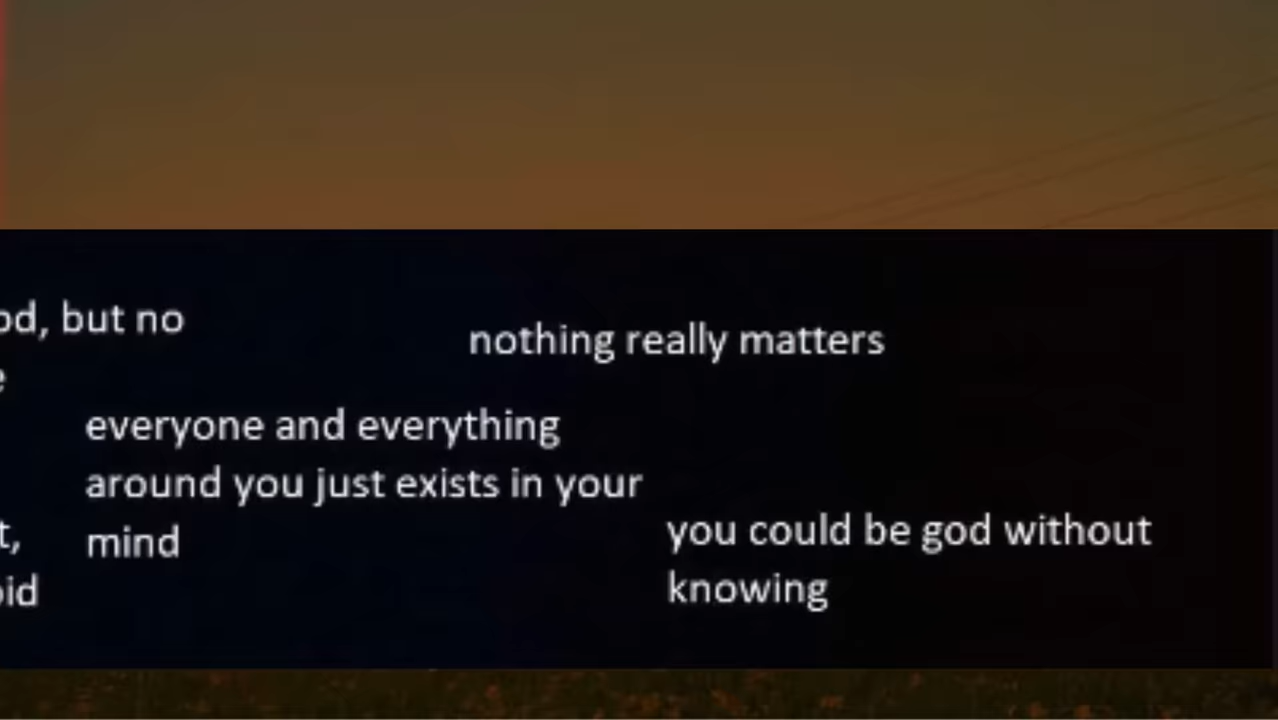 but no
nothing really matters
everyone and everything
around you just exists in your
mind
you could be god without
knowing